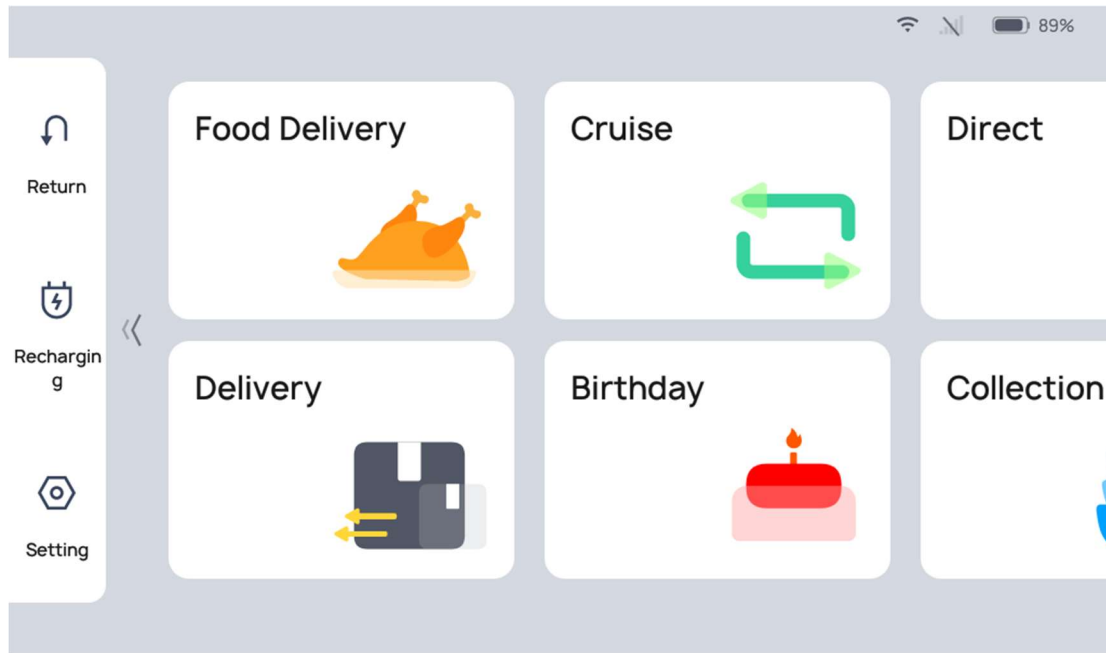 89%
Return
Rechargin
g
Setting
Food Delivery
Cruise
Direct
Delivery
Birthday
Collection